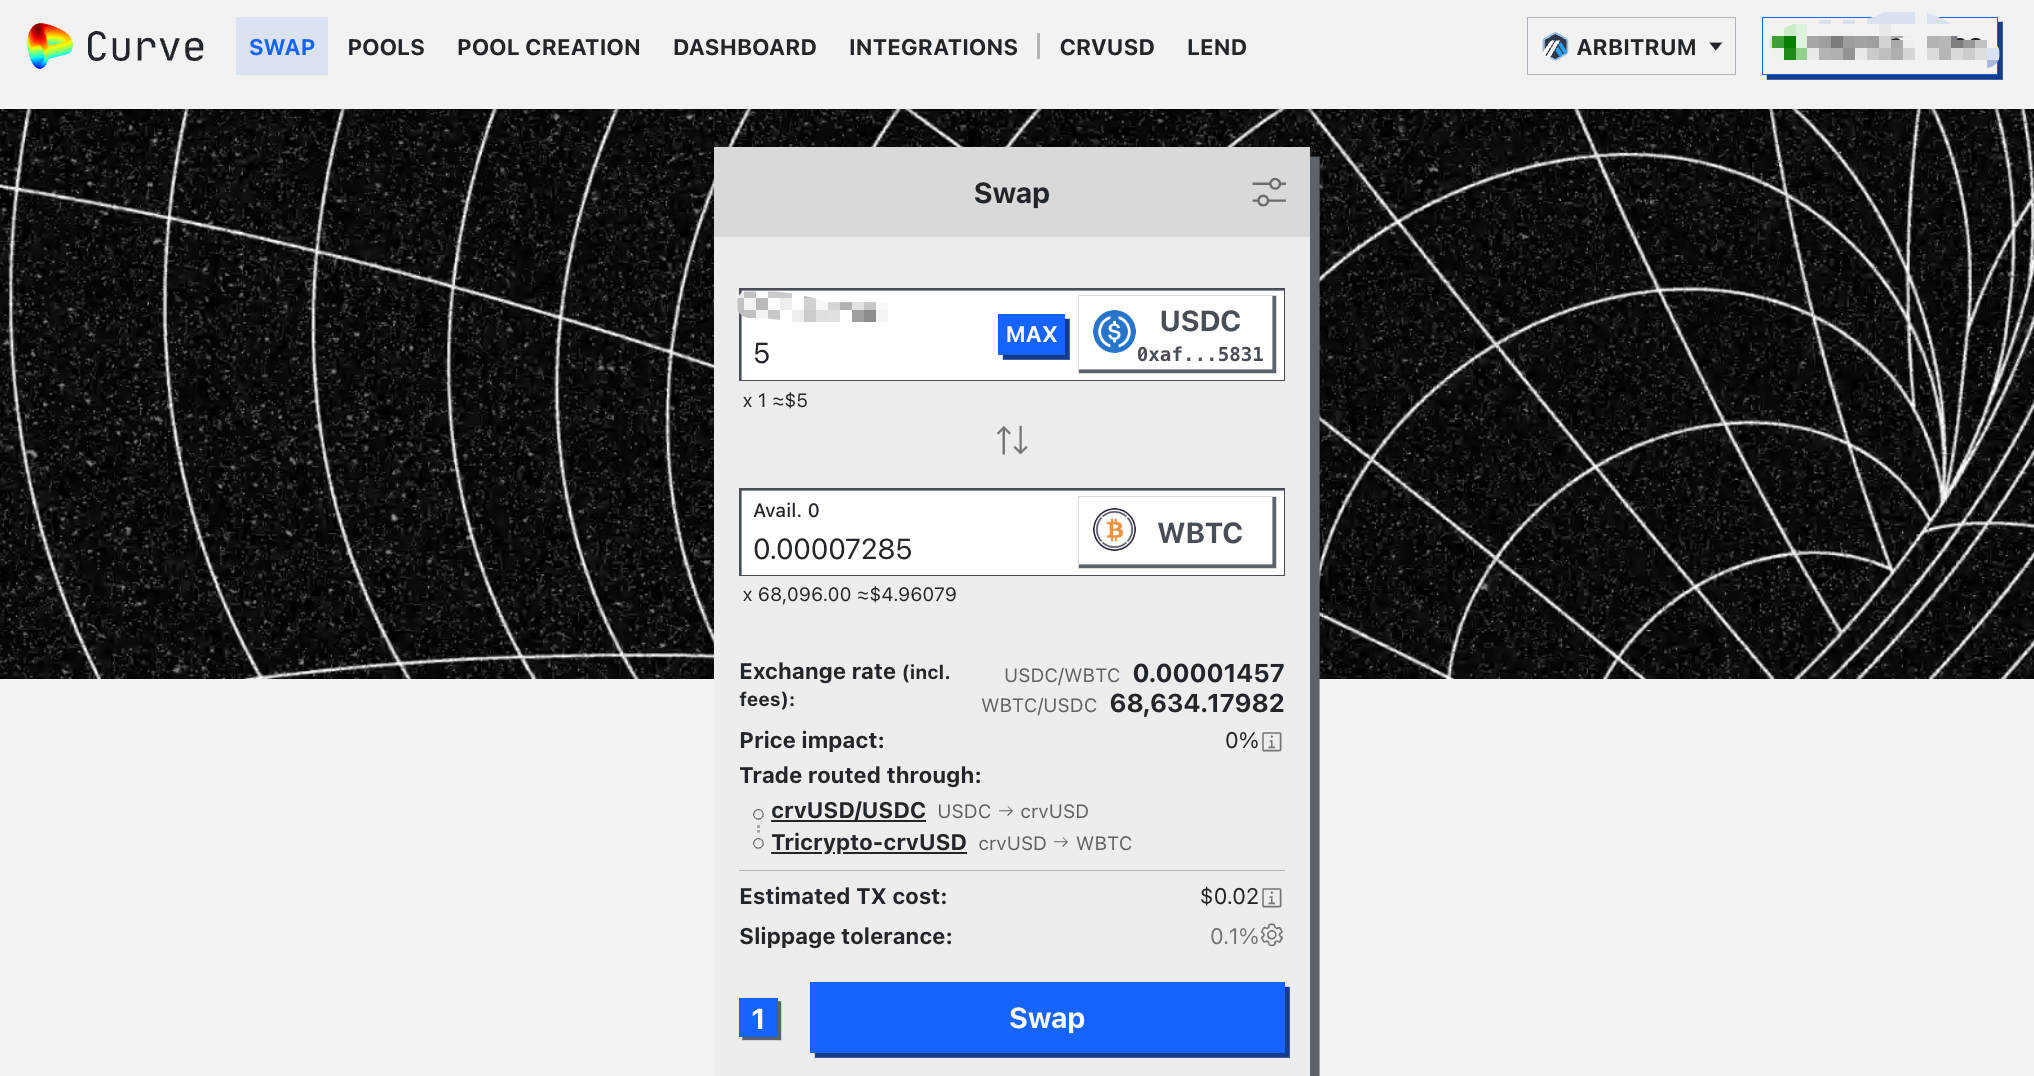 Curve SWAP POOLS POOL CREATION DASHBOARD INTEGRATIONS CRVUSD LEND ARBITRUM
Swap
5 MAX USDC
0xaf...5831
x 1 ≈$5
Avail. 0
0.00007285 WBTC
x 68,096.00 ≈$4.96079
Exchange rate (incl. fees): USDC/WBTC 0.00001457
WBTC/USDC 68,634.17982
Price impact: 0%
Trade routed through:
crvUSD/USDC USDC → crvUSD
Tricrypto-crvUSD crvUSD → WBTC
Estimated TX cost: $0.02
Slippage tolerance: 0.1%
1 Swap